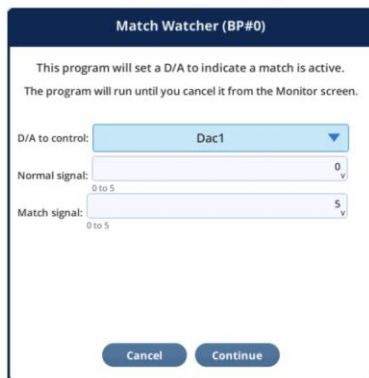 Match Watcher (BP#0)
This program will set a D/A to indicate a match is active.
The program will run until you cancel it from the Monitor screen.
D/A to control: Dac1
Normal signal: 0 v
0 to 5
Match signal: 5 v
0 to 5
Cancel Continue